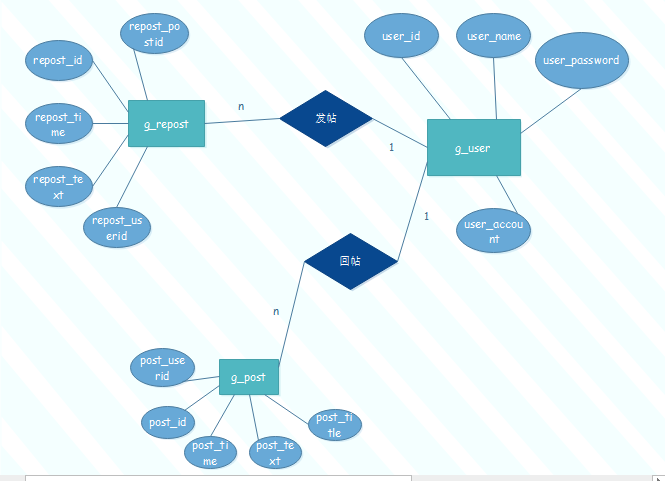 repost_po
stid
user_id
user_name
repost_id
user_password
n
repost_ti
me
g_repost
发帖
1
g_user
repost_te
xt
repost_us
erid
1
user_accou
nt
回帖
n
post_use
rid
g_post
post_id
post_ti
tle
post_ti
me
post_te
xt